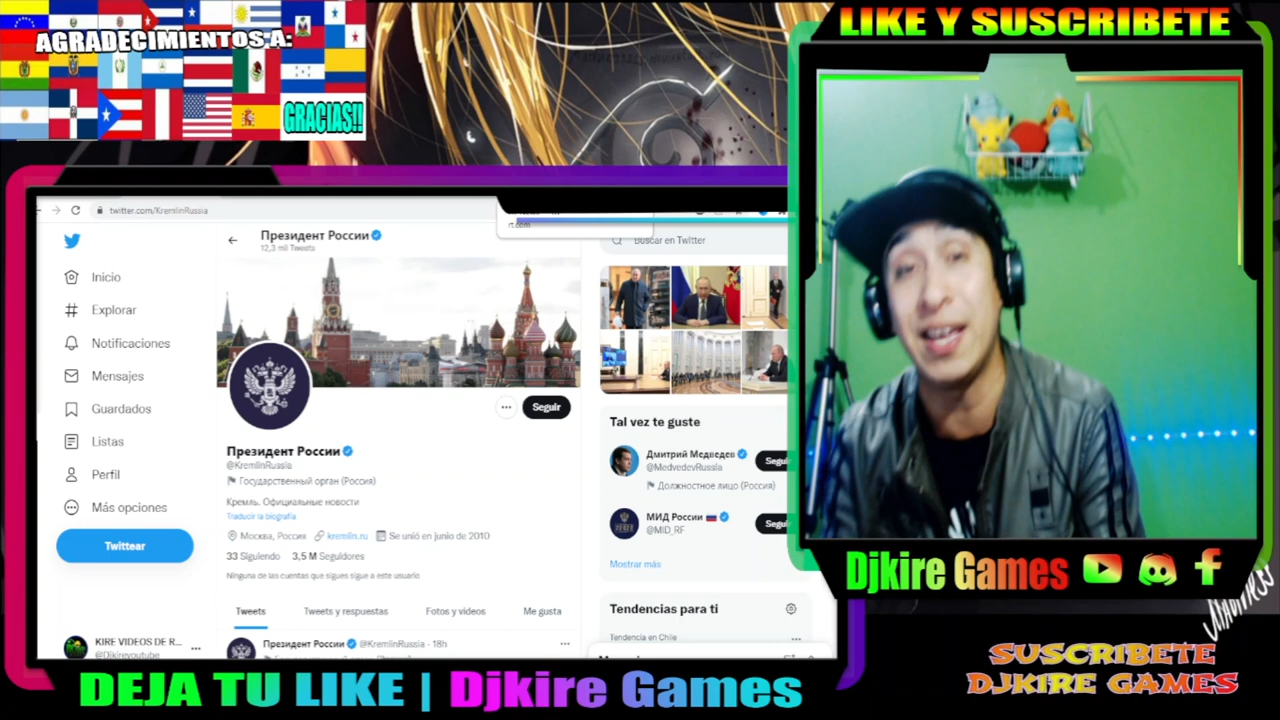 AGRADECIMIENTOS A:
GRACIAS!!
LIKE Y SUSCRIBETE
twitter.com/KremlinRussia
rt.com
Президент России
12,3 mil Tweets
Buscar en Twitter
Inicio
Explorar
Notificaciones
Mensajes
Guardados
Listas
Perfil
Más opciones
Twittear
Seguir
Президент России
@KremlinRussia
Государственный орган (Россия)
Кремль. Официальные новости
Traducir la biografía
Москва, Россия
kremlin.ru
Se unió en junio de 2010
33 Siguiendo 3,5 M Seguidores
Ninguna de las cuentas que sigues sigue a este usuario
Tweets Tweets y respuestas Fotos y videos Me gusta
Президент России @KremlinRussia · 18h
KIRE VIDEOS DE R...
@Djkireyoutube
Tal vez te guste
Дмитрий Медведев
@MedvedevRussia
Segui
Должностное лицо (Россия)
МИД России
@MID_RF
Segui
Mostrar más
Tendencias para ti
Tendencia en Chile
Djkire Games
SUSCRIBETE
DJKIRE GAMES
DEJA TU LIKE | Djkire Games